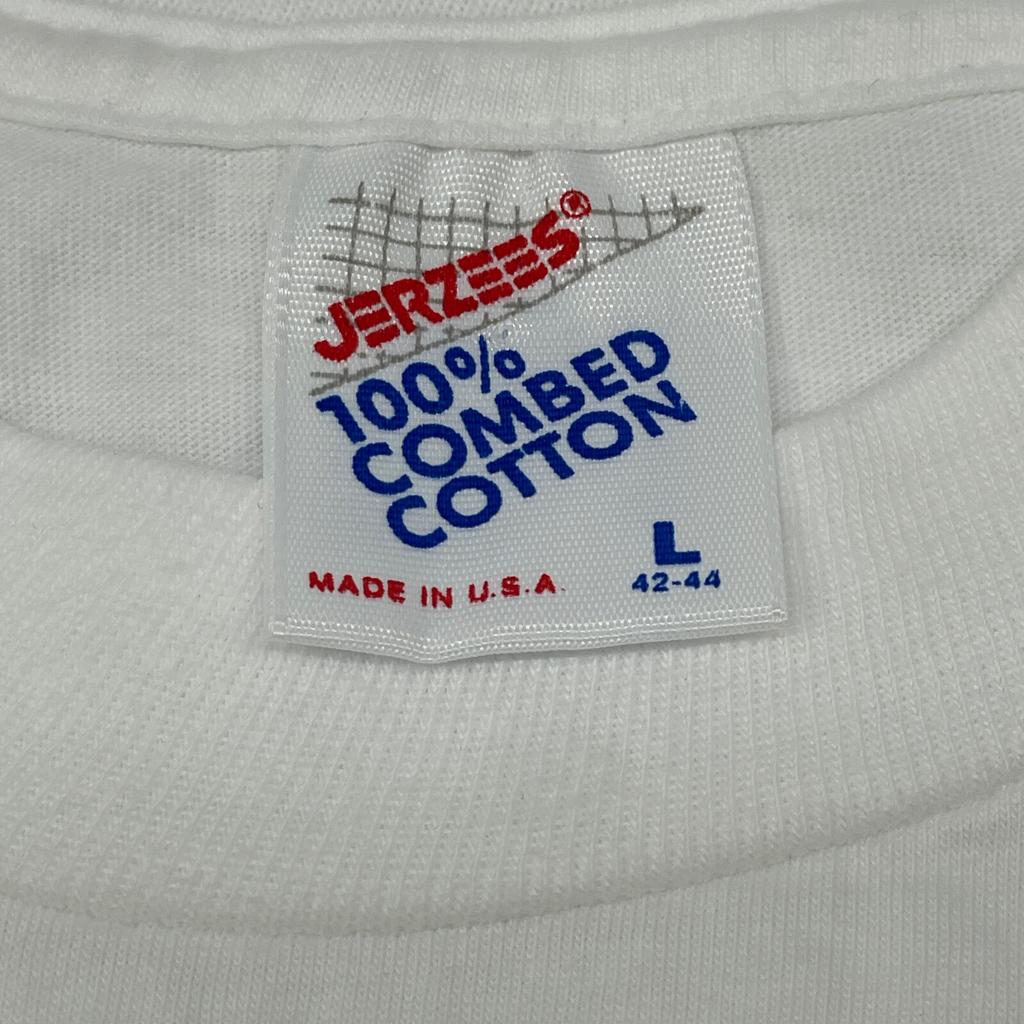 JERZEES®
100%
COMBED
COTTON
L
MADE IN U.S.A.
42-44